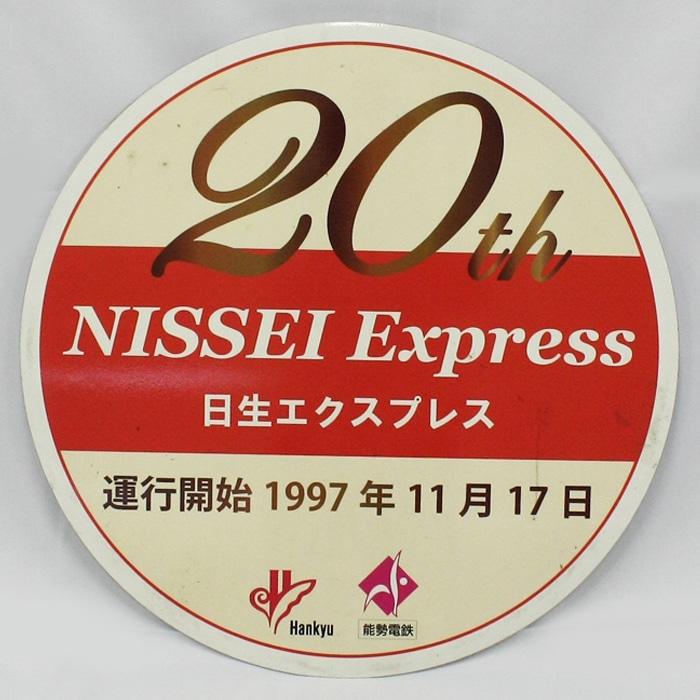 20th
NISSEI Express
日生エクスプレス
運行開始 1997 年 11 月 17 日
Hankyu
能勢電鉄